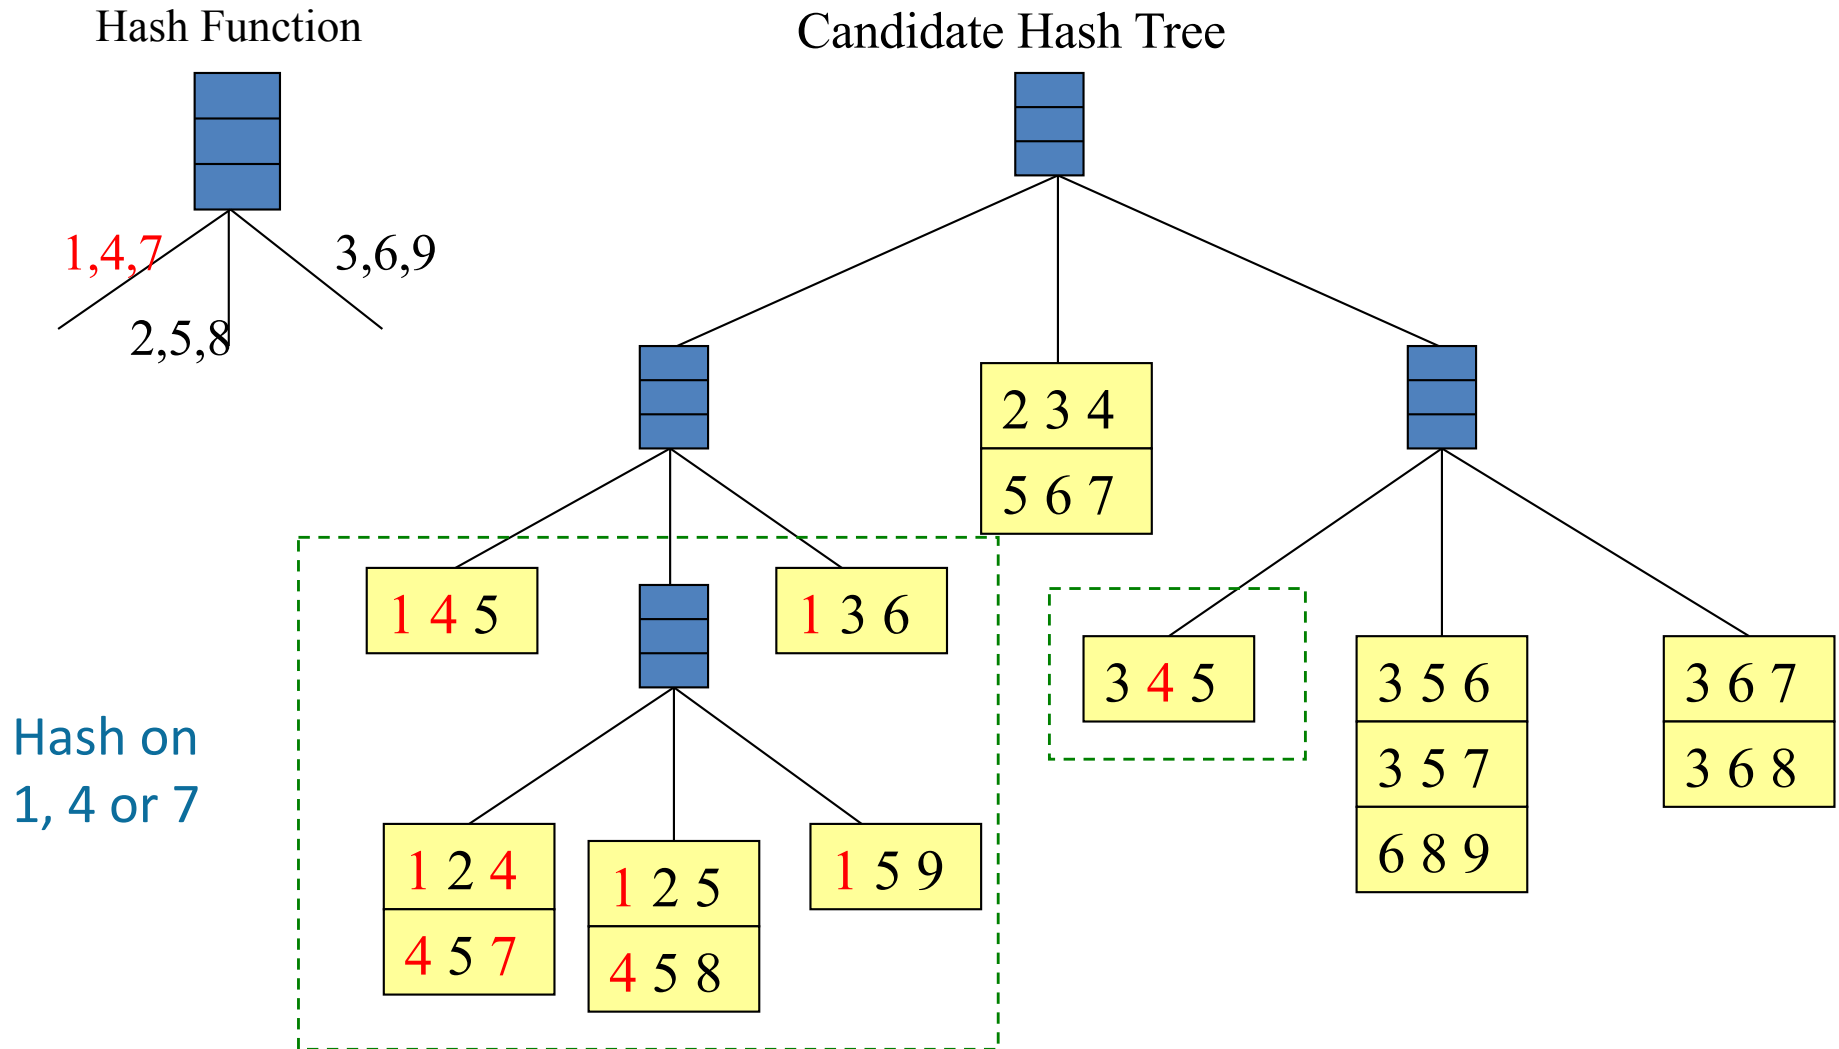 Hash Function
Candidate Hash Tree
1,4,7
3,6,9
2,5,8
2 3 4
5 6 7
1 4 5
1 3 6
3 4 5
3 5 6
3 6 7
3 5 7
3 6 8
6 8 9
Hash on
1, 4 or 7
1 2 4
1 2 5
1 5 9
4 5 7
4 5 8